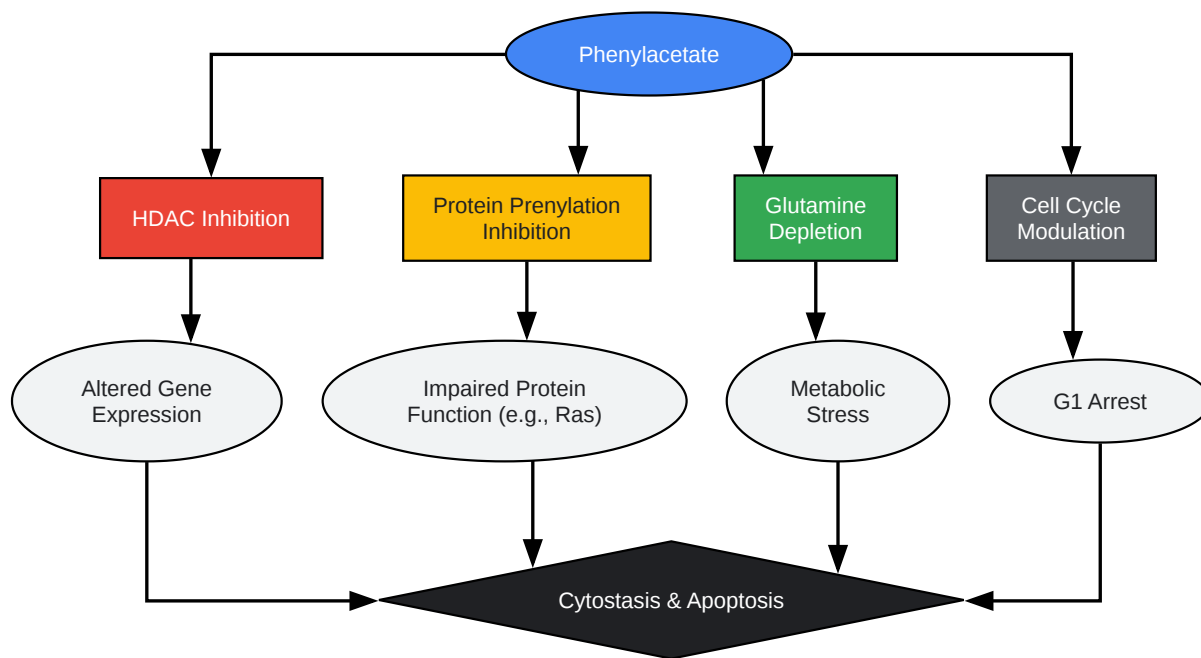 Phenylacetate
HDAC Inhibition
Protein Prenylation
Inhibition
Glutamine
Depletion
Cell Cycle
Modulation
Altered Gene
Expression
Impaired Protein
Function (e.g., Ras)
Metabolic
Stress
G1 Arrest
Cytostasis & Apoptosis